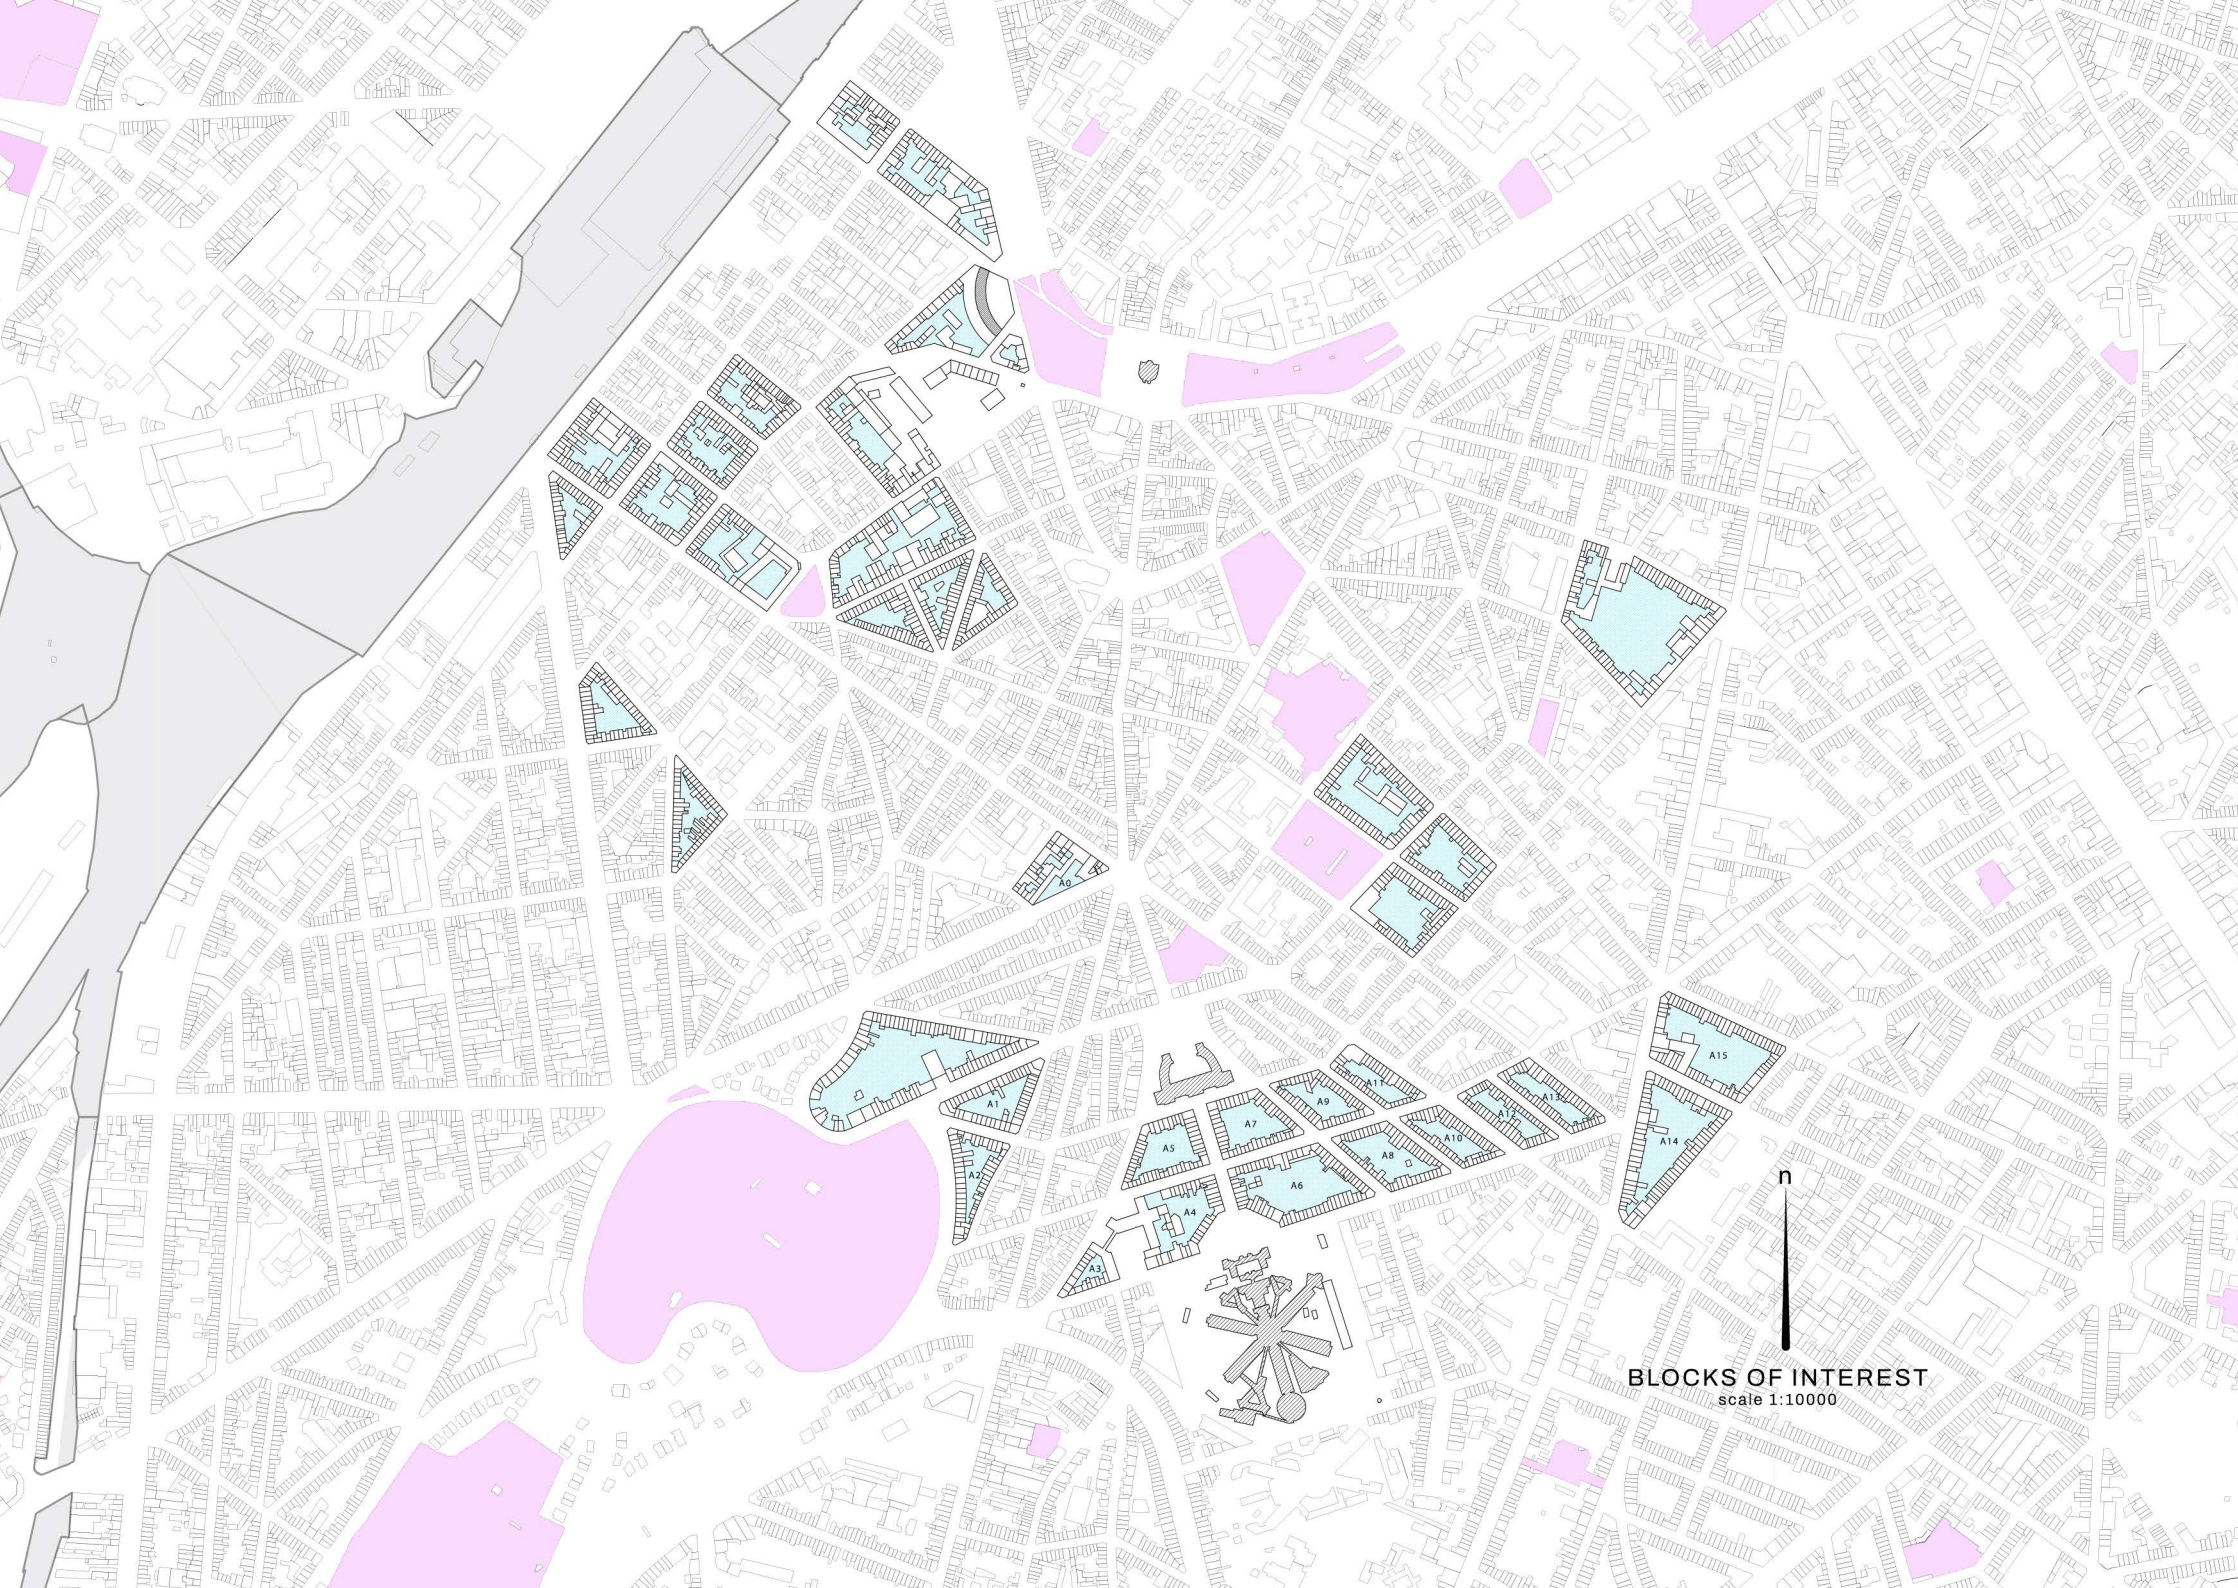 A0
A15
A11
A13
A1
A9
A12
A7
A10
A14
A5
A8
A2
n
A6
A4
A3
BLOCKS OF INTEREST
scale 1:10000